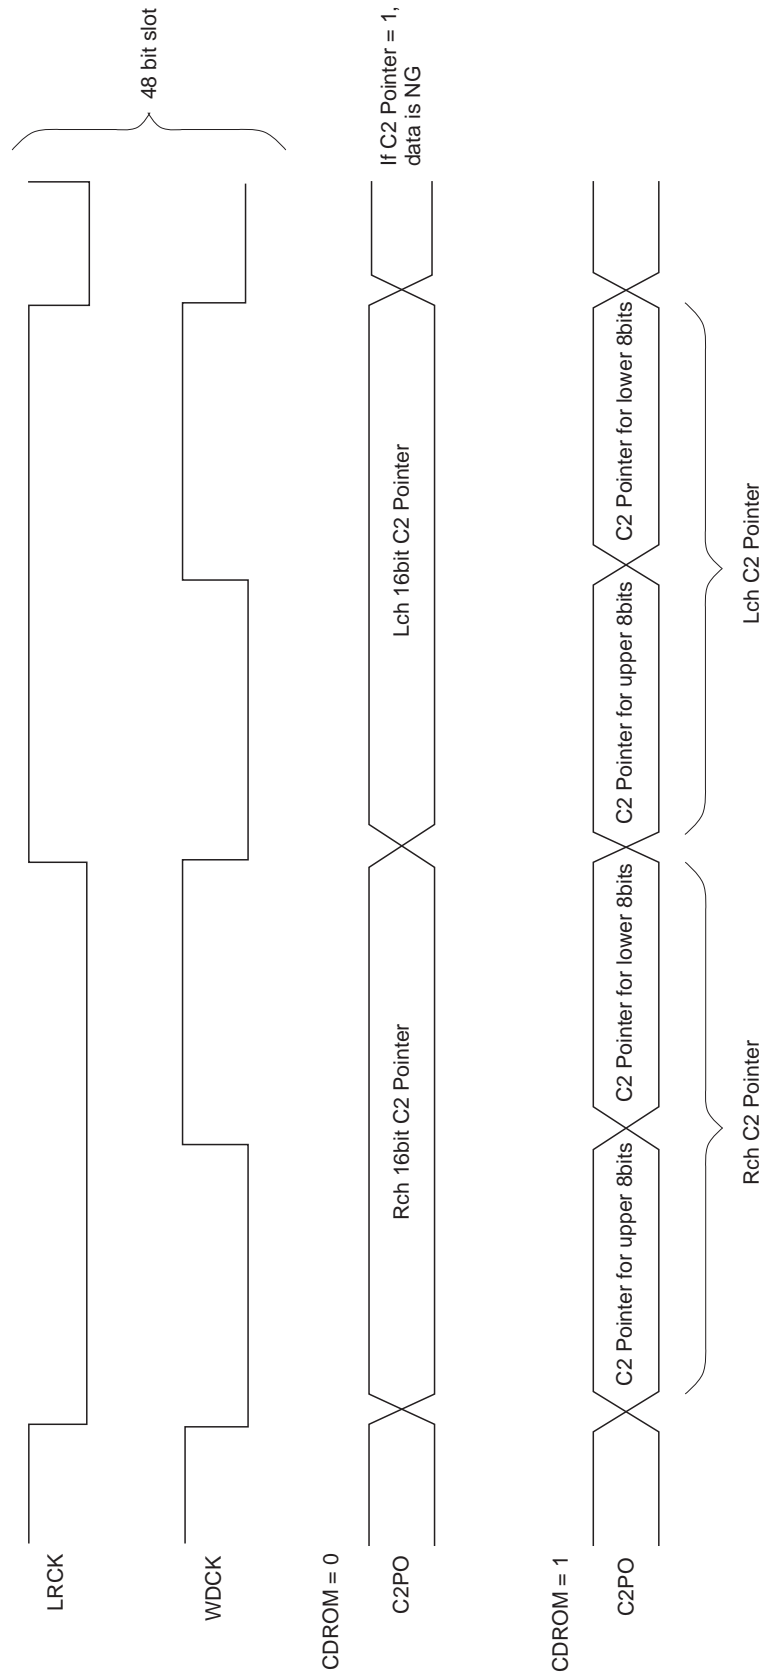 LRCK
48 bit slot
WDCK
CDROM = 0
C2PO
Rch 16bit C2 Pointer
Lch 16bit C2 Pointer
If C2 Pointer = 1,
data is NG
CDROM = 1
C2PO
C2 Pointer for upper 8bits
C2 Pointer for lower 8bits
C2 Pointer for upper 8bits
C2 Pointer for lower 8bits
Rch C2 Pointer
Lch C2 Pointer